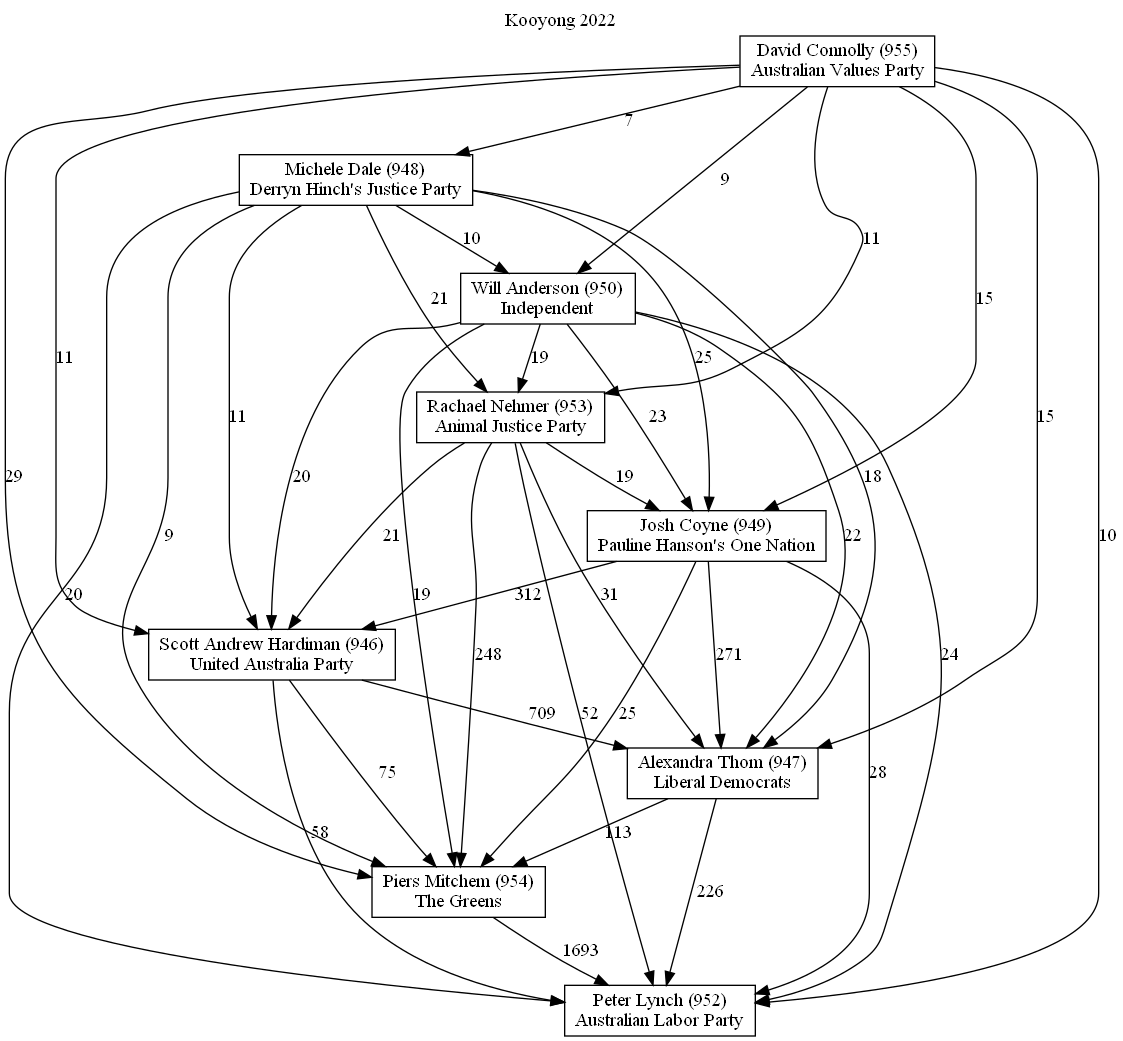 Kooyong 2022
David Connolly (955)
Australian Values Party
7
Michele Dale (948)
Derryn Hinch's Justice Party
9
10
11
Will Anderson (950)
Independent
21
15
11
19
25
Rachael Nehmer (953)
Animal Justice Party
11
23
15
29
20
19
18
Josh Coyne (949)
Pauline Hanson's One Nation
9
21
22
10
20
19
312
31
Scott Andrew Hardiman (946)
United Australia Party
248
271
24
709
52
25
Alexandra Thom (947)
Liberal Democrats
75
28
58
113
Piers Mitchem (954)
The Greens
226
1693
Peter Lynch (952)
Australian Labor Party